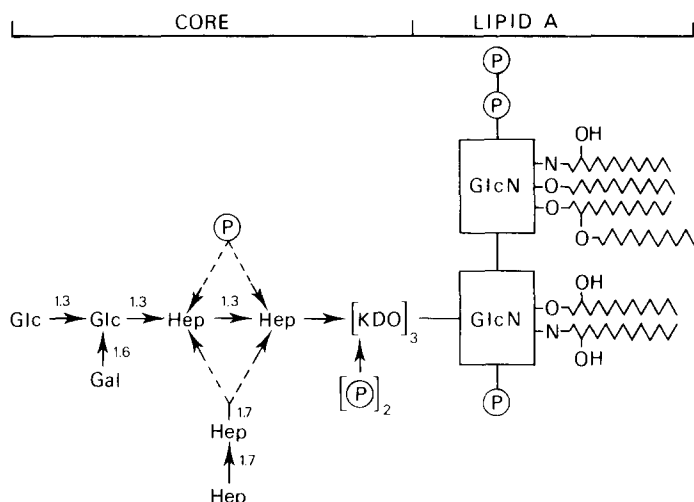 CORE LIPID A
P
P
OH
GlcN
N
O
O
O
P
1.3 1.3 1.3
Glc Glc Hep Hep [KDO]3 GlcN
OH
O
N
OH
1.6
Gal
[P]2
P
1.7
Hep
1.7
Hep